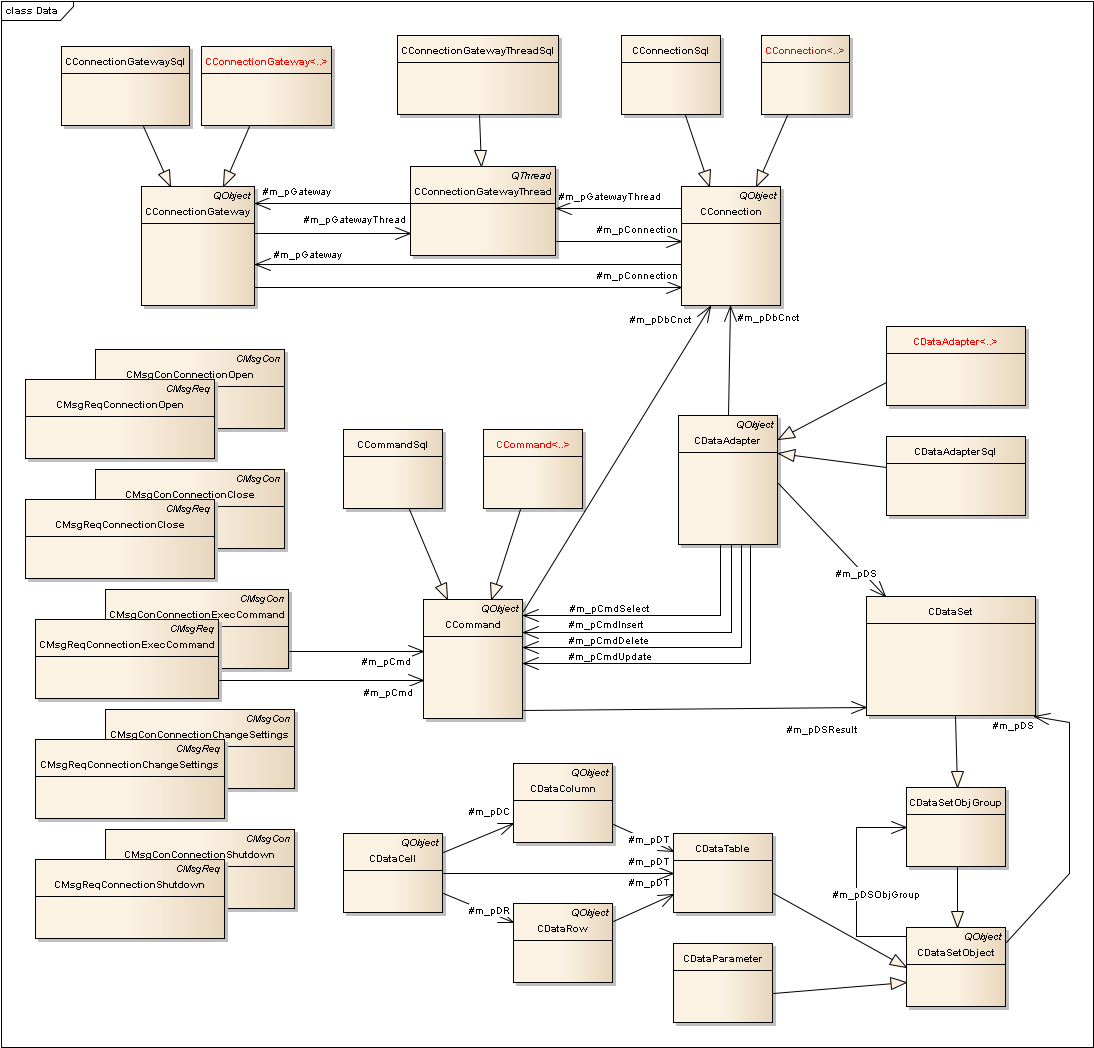 class Data
CConnectionGatewaySql
CConnectionGateway<..>
CConnectionGatewayThreadSql
CConnectionSql
CConnection<..>
QObject
CConnectionGateway
QThread
CConnectionGatewayThread
QObject
CConnection
#m_pGateway
#m_pGatewayThread
#m_pGatewayThread
#m_pConnection
#m_pGateway
#m_pConnection
#m_pDbCnct
#m_pDbCnct
CDataAdapter<..>
CMsgCon
CMsgConConnectionOpen
CMsgReq
CMsgReqConnectionOpen
CCommandSql
CCommand<..>
QObject
CDataAdapter
CDataAdapterSql
CMsgCon
CMsgConConnectionClose
CMsgReq
CMsgReqConnectionClose
#m_pDS
CMsgCon
CMsgConConnectionExecCommand
CMsgReq
CMsgReqConnectionExecCommand
#m_pCmd
#m_pCmd
QObject
CCommand
#m_pCmdSelect
#m_pCmdInsert
#m_pCmdDelete
#m_pCmdUpdate
CDataSet
#m_pDSResult
#m_pDS
CMsgCon
CMsgConConnectionChangeSettings
CMsgReq
CMsgReqConnectionChangeSettings
QObject
CDataColumn
CDataSetObjGroup
#m_pDC
#m_pDT
#m_pDT
#m_pDT
#m_pDR
CMsgCon
CMsgConConnectionShutdown
CMsgReq
CMsgReqConnectionShutdown
QObject
CDataCell
CDataTable
#m_pDSObjGroup
QObject
CDataRow
QObject
CDataSetObject
CDataParameter